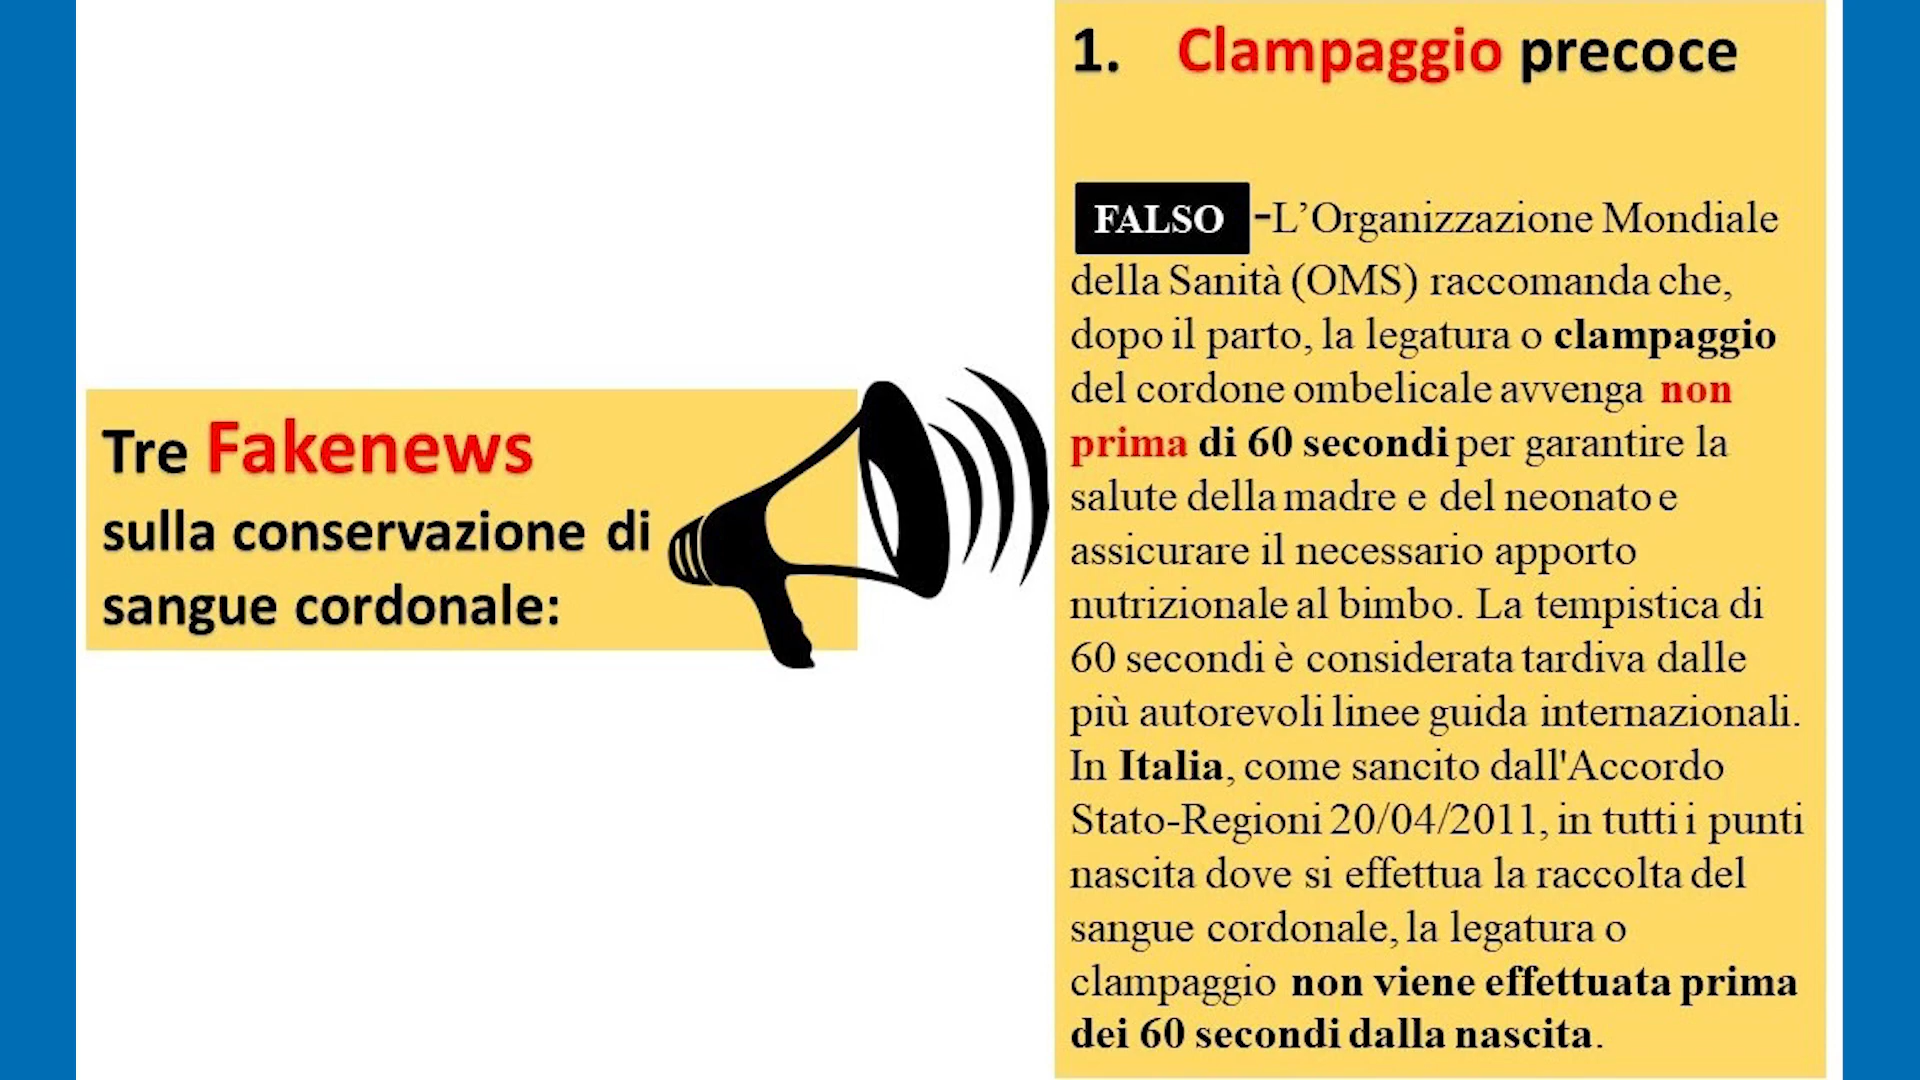 Tre Fakenews
sulla conservazione di
sangue cordonale:
1. Clampaggio precoce
FALSO -L’Organizzazione Mondiale
della Sanità (OMS) raccomanda che,
dopo il parto, la legatura o clampaggio
del cordone ombelicale avvenga non
prima di 60 secondi per garantire la
salute della madre e del neonato e
assicurare il necessario apporto
nutrizionale al bimbo. La tempistica di
60 secondi è considerata tardiva dalle
più autorevoli linee guida internazionali.
In Italia, come sancito dall'Accordo
Stato-Regioni 20/04/2011, in tutti i punti
nascita dove si effettua la raccolta del
sangue cordonale, la legatura o
clampaggio non viene effettuata prima
dei 60 secondi dalla nascita.